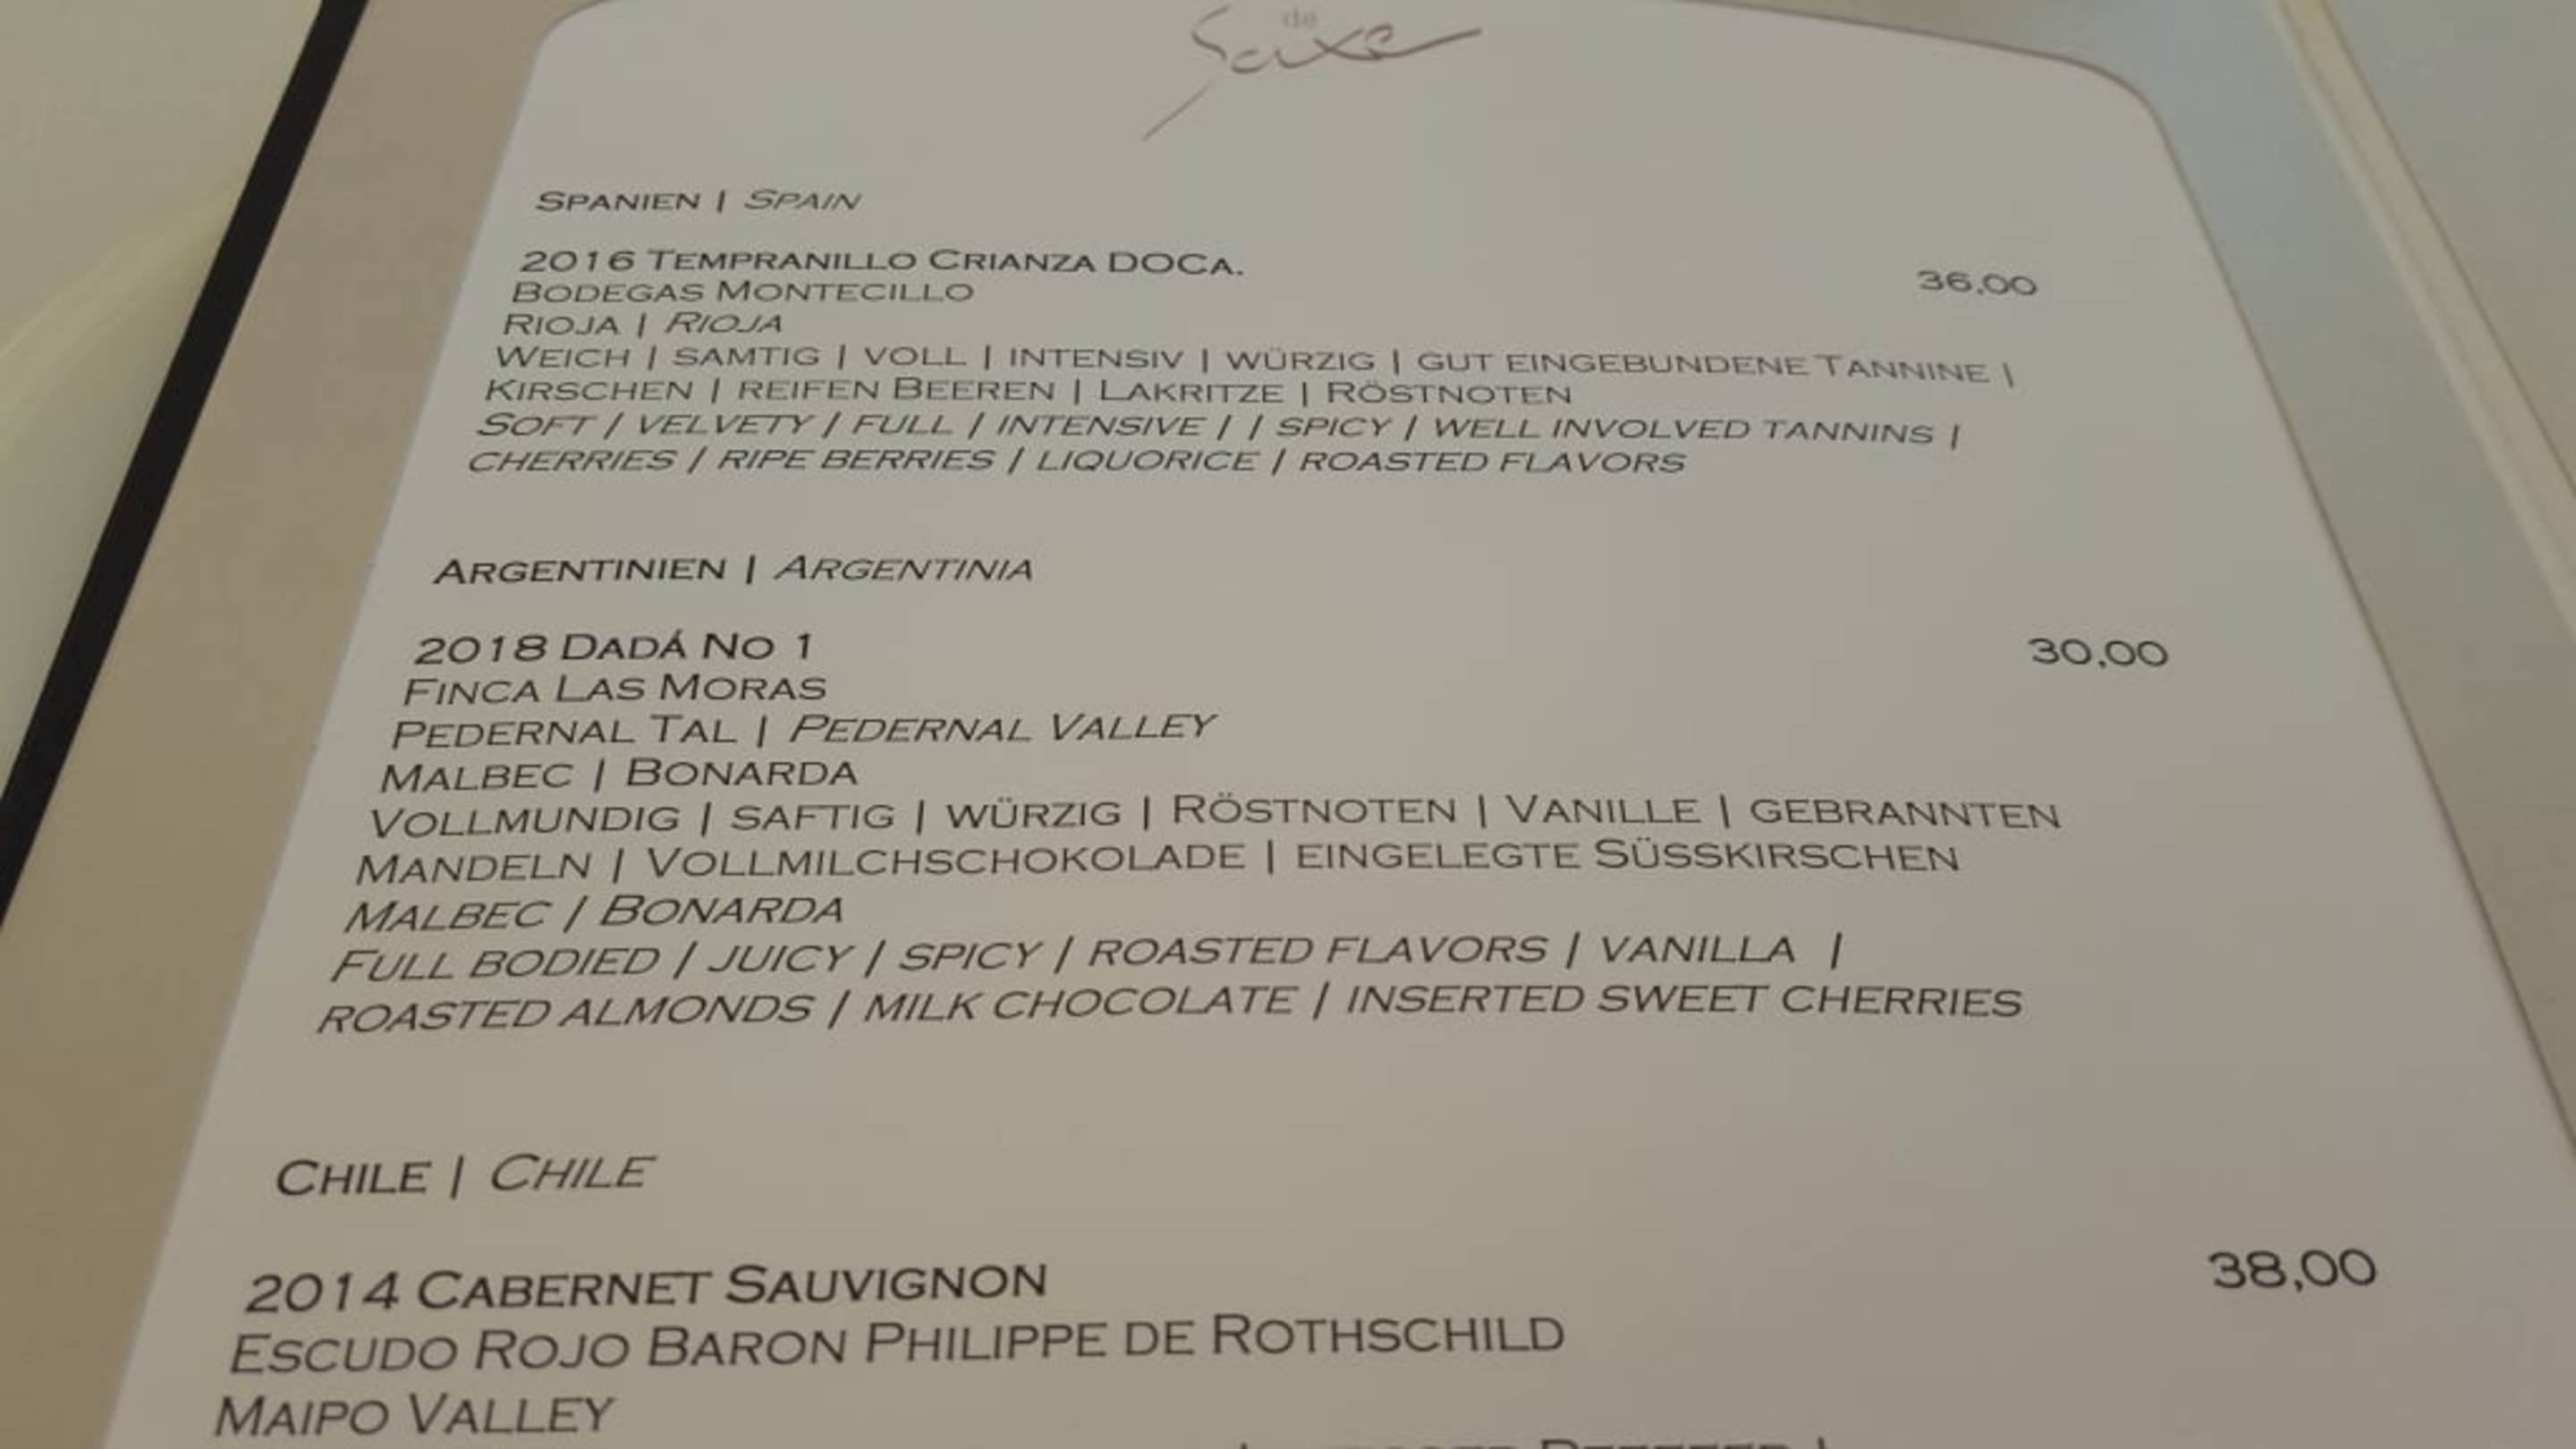 de
Saxe
SPANIEN | SPAIN
2016 TEMPRANILLO CRIANZA DOCA. 36,00
BODEGAS MONTECILLO
RIOJA | RIOJA
WEICH | SAMTIG | VOLL | INTENSIV | WÜRZIG | GUT EINGEBUNDENE TANNINE |
KIRSCHEN | REIFEN BEEREN | LAKRITZE | RÖSTNOTEN
SOFT | VELVETY | FULL | INTENSIVE | | SPICY | WELL INVOLVED TANNINS |
CHERRIES | RIPE BERRIES | LIQUORICE | ROASTED FLAVORS
ARGENTINIEN | ARGENTINIA
2018 DADÁ NO 1 30,00
FINCA LAS MORAS
PEDERNAL TAL | PEDERNAL VALLEY
MALBEC | BONARDA
VOLLMUNDIG | SAFTIG | WÜRZIG | RÖSTNOTEN | VANILLE | GEBRANNTEN
MANDELN | VOLLMILCHSCHOKOLADE | EINGELEGTE SÜSSKIRSCHEN
MALBEC | BONARDA
FULL BODIED | JUICY | SPICY | ROASTED FLAVORS | VANILLA |
ROASTED ALMONDS | MILK CHOCOLATE | INSERTED SWEET CHERRIES
CHILE | CHILE
2014 CABERNET SAUVIGNON 38,00
ESCUDO ROJO BARON PHILIPPE DE ROTHSCHILD
MAIPO VALLEY